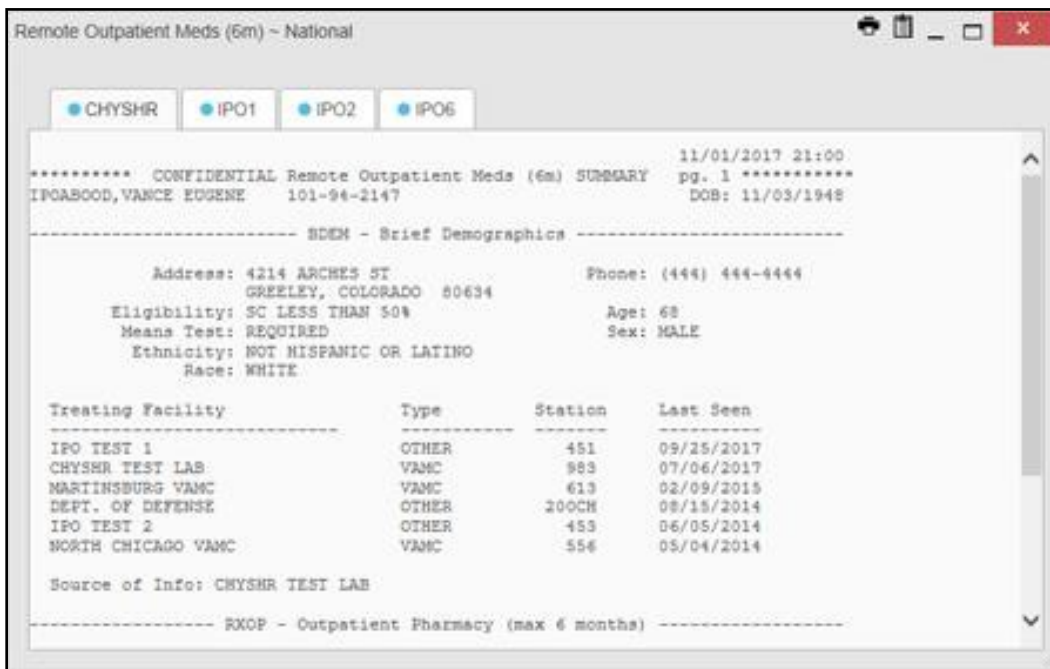 Remote Outpatient Meds (6m) ~ National
CHYSHR IPO1 IPO2 IPO6
11/01/2017 21:00
********** CONFIDENTIAL Remote Outpatient Meds (6m) SUMMARY pg. 1 ***********
IPOABOOD,VANCE EUGENE 101-94-2147 DOB: 11/03/1948
-------------------------- BDEM - Brief Demographics --------------------------
Address: 4214 ARCHES ST Phone: (444) 444-4444
GREELEY, COLORADO 80634
Eligibility: SC LESS THAN 50% Age: 68
Means Test: REQUIRED Sex: MALE
Ethnicity: NOT HISPANIC OR LATINO
Race: WHITE
Treating Facility Type Station Last Seen
---------------------------- ----------- ------- ----------
IPO TEST 1 OTHER 451 09/25/2017
CHYSHR TEST LAB VAMC 983 07/06/2017
MARTINSBURG VAMC VAMC 613 02/09/2015
DEPT. OF DEFENSE OTHER 200CH 08/15/2014
IPO TEST 2 OTHER 453 06/05/2014
NORTH CHICAGO VAMC VAMC 556 05/04/2014
Source of Info: CHYSHR TEST LAB
------------------ RXOP - Outpatient Pharmacy (max 6 months) ------------------